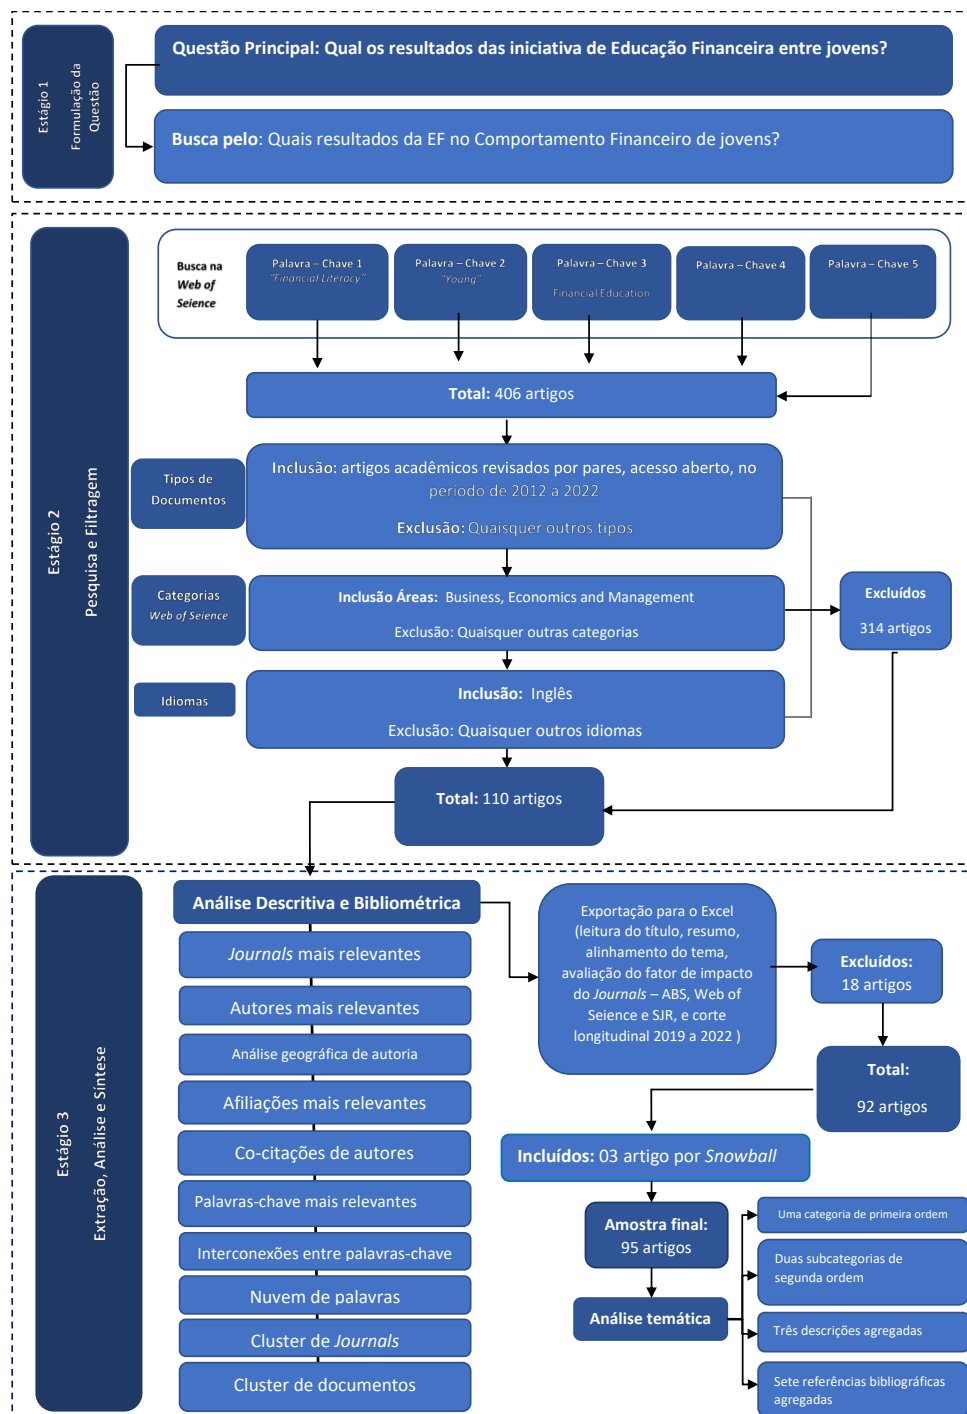 Estágio 1
Formulação da
Questão
Questão Principal: Qual os resultados das iniciativa de Educação Financeira entre jovens?
Busca pelo: Quais resultados da EF no Comportamento Financeiro de jovens?
Estágio 2
Pesquisa e Filtragem
Busca na
Web of
Seience
Palavra – Chave 1
"Financial Literacy"
Palavra – Chave 2
"Young"
Palavra – Chave 3
Financial Education
Palavra – Chave 4
Palavra – Chave 5
Total: 406 artigos
Tipos de
Documentos
Inclusão: artigos acadêmicos revisados por pares, acesso aberto, no
período de 2012 a 2022
Exclusão: Quaisquer outros tipos
Categorias
Web of Seience
Inclusão Áreas: Business, Economics and Management
Exclusão: Quaisquer outras categorias
Excluídos
314 artigos
Idiomas
Inclusão: Inglês
Exclusão: Quaisquer outros idiomas
Total: 110 artigos
Estágio 3
Extração, Análise e Síntese
Análise Descritiva e Bibliométrica
Journals mais relevantes
Autores mais relevantes
Análise geográfica de autoria
Afiliações mais relevantes
Co-citações de autores
Palavras-chave mais relevantes
Interconexões entre palavras-chave
Nuvem de palavras
Cluster de Journals
Cluster de documentos
Exportação para o Excel
(leitura do título, resumo,
alinhamento do tema,
avaliação do fator de impacto
do Journals – ABS, Web of
Seience e SJR, e corte
longitudinal 2019 a 2022 )
Excluídos:
18 artigos
Total:
92 artigos
Incluídos: 03 artigo por Snowball
Amostra final:
95 artigos
Análise temática
Uma categoria de primeira ordem
Duas subcategorias de
segunda ordem
Três descrições agregadas
Sete referências bibliográficas
agregadas